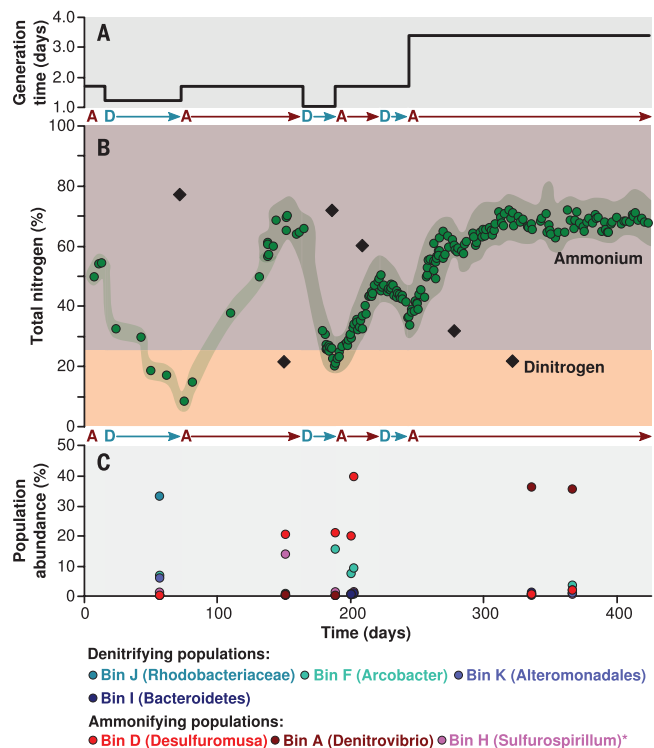 A
Generation
time (days)
4.0
3.0
2.0
1.0
A D A D A D A
B
Total nitrogen (%)
100
80
60
40
20
0
Ammonium
Dinitrogen
A D A D A D A
C
Population
abundance (%)
50
40
30
20
10
0
0 100 200 300 400
Time (days)
Denitrifying populations:
Bin J (Rhodobacteriaceae) Bin F (Arcobacter) Bin K (Alteromonadales)
Bin I (Bacteroidetes)
Ammonifying populations:
Bin D (Desulfuromusa) Bin A (Denitrovibrio) Bin H (Sulfurospirillum)*